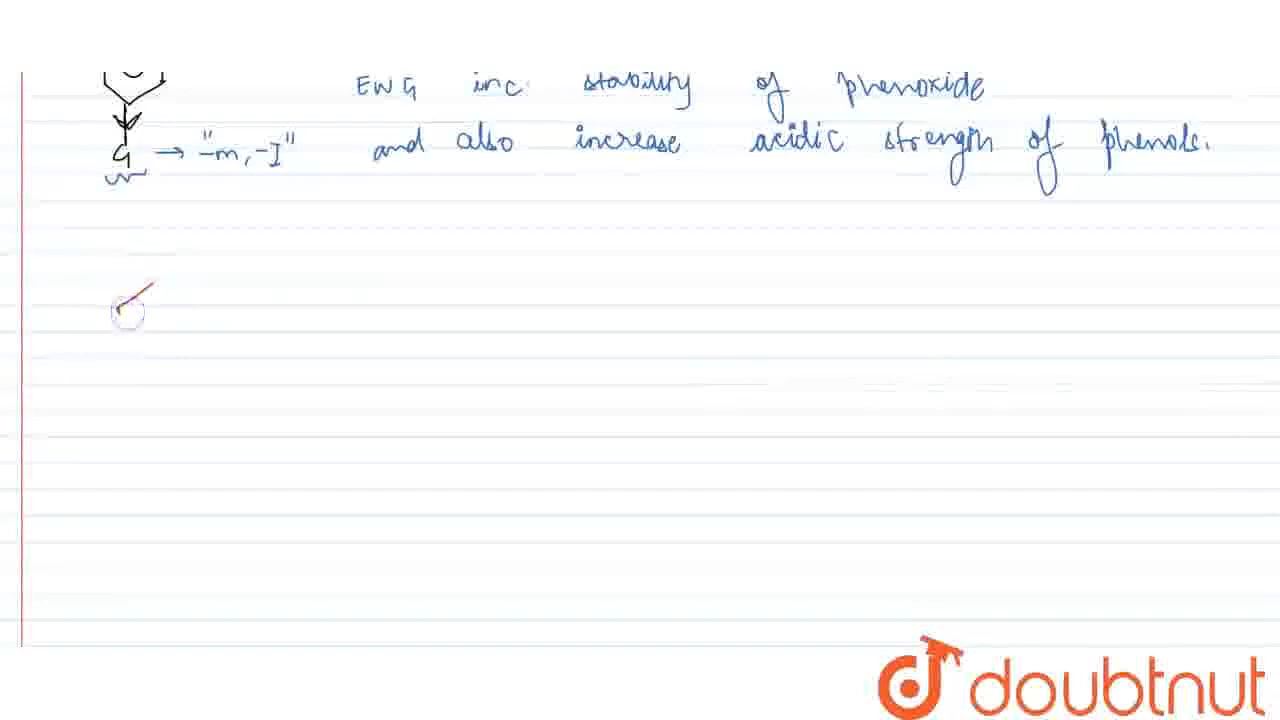 EWG inc. stability of phenoxide
G → "-m, -I" and also increase acidic strength of phenols.
doubtnut